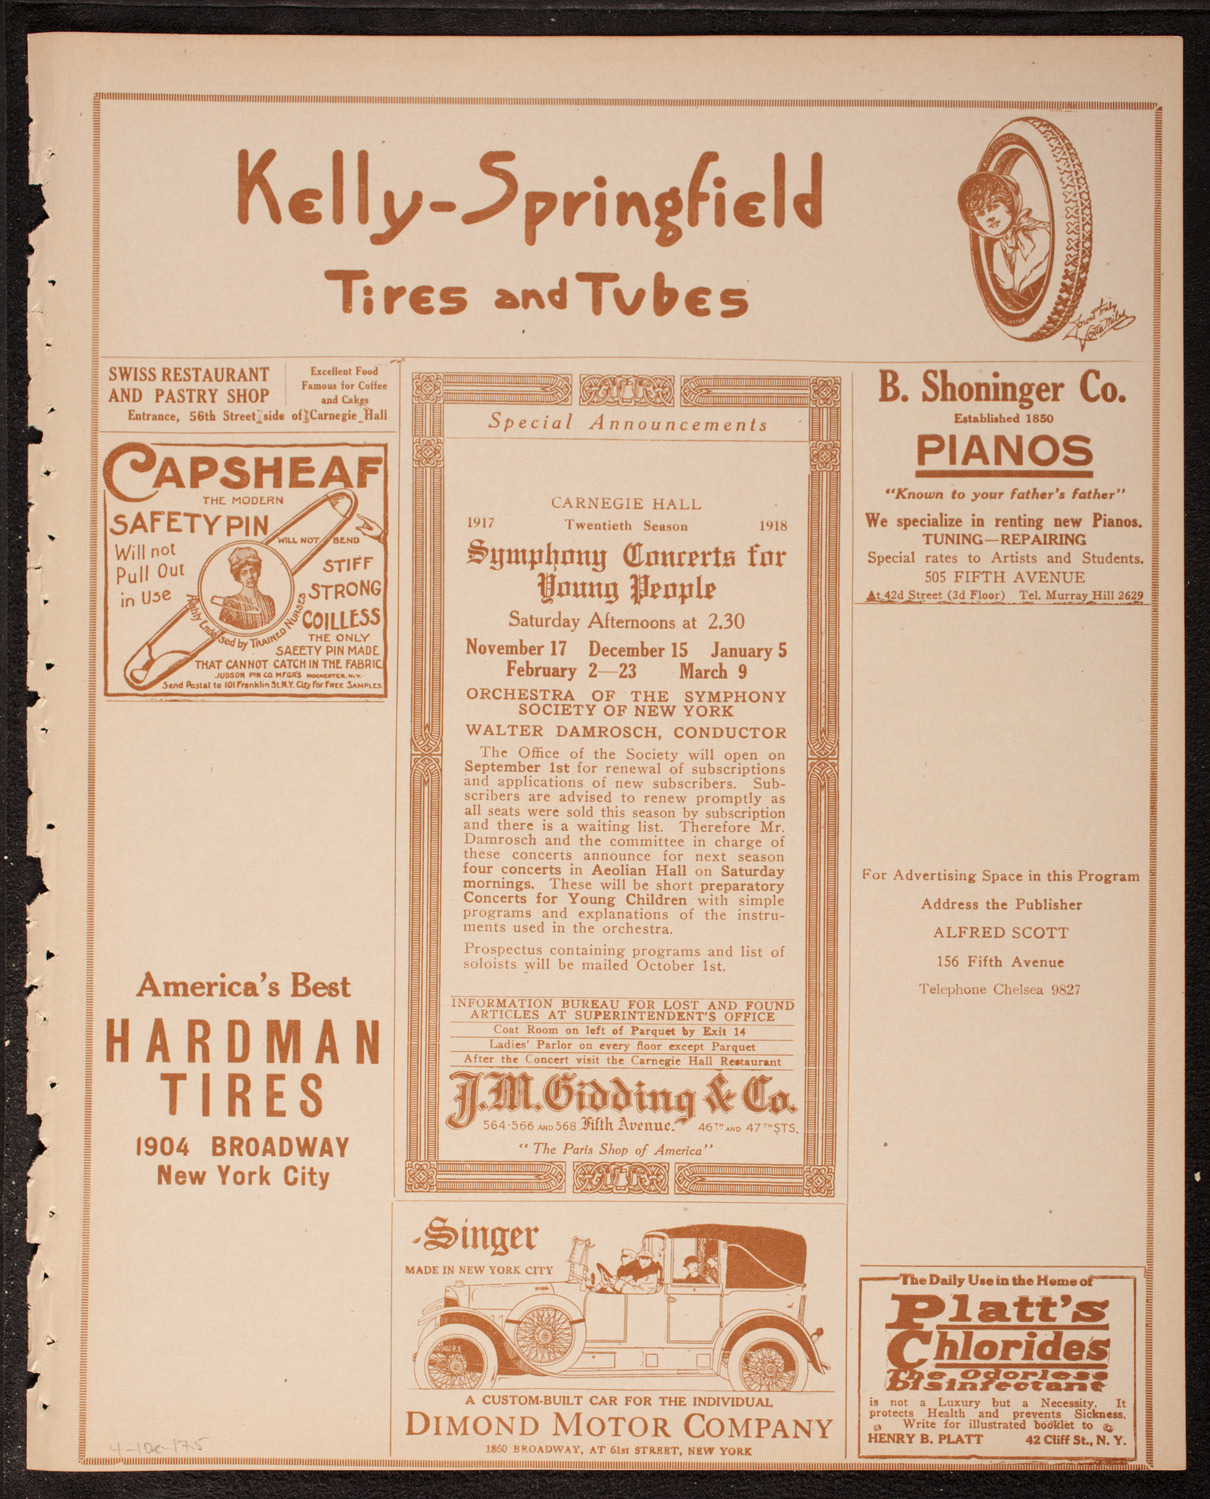 Kelly-Springfield
Tires and Tubes
Lotta Miles
SWISS RESTAURANT
AND PASTRY SHOP
Excellent Food
Famous for Coffee
and Cakes
Entrance, 56th Street side of Carnegie Hall
CAPSHEAF
THE MODERN
SAFETY PIN
WILL NOT BEND
Will not
Pull Out
in Use
STIFF
STRONG
COILLESS
Highly Endorsed by TRAINED NURSES
THE ONLY
SAFETY PIN MADE
THAT CANNOT CATCH IN THE FABRIC.
JUDSON PIN CO. MFGRS ROCHESTER, N.Y.
Send Postal to 101 Franklin St. N.Y. City For FREE SAMPLES
America's Best
HARDMAN
TIRES
1904 BROADWAY
New York City
Special Announcements
CARNEGIE HALL
1917 Twentieth Season 1918
Symphony Concerts for
Young People
Saturday Afternoons at 2.30
November 17 December 15 January 5
February 2—23 March 9
ORCHESTRA OF THE SYMPHONY
SOCIETY OF NEW YORK
WALTER DAMROSCH, CONDUCTOR
The Office of the Society will open on
September 1st for renewal of subscriptions
and applications of new subscribers. Sub-
scribers are advised to renew promptly as
all seats were sold this season by subscription
and there is a waiting list. Therefore Mr.
Damrosch and the committee in charge of
these concerts announce for next season
four concerts in Aeolian Hall on Saturday
mornings. These will be short preparatory
Concerts for Young Children with simple
programs and explanations of the instru-
ments used in the orchestra.
Prospectus containing programs and list of
soloists will be mailed October 1st.
INFORMATION BUREAU FOR LOST AND FOUND
ARTICLES AT SUPERINTENDENT'S OFFICE
Coat Room on left of Parquet by Exit 14
Ladies' Parlor on every floor except Parquet
After the Concert visit the Carnegie Hall Restaurant
J.M. Gidding & Co.
564-566 AND 568 Fifth Avenue. 46TH AND 47TH STS.
"The Paris Shop of America"
Singer
MADE IN NEW YORK CITY
A CUSTOM-BUILT CAR FOR THE INDIVIDUAL
DIMOND MOTOR COMPANY
1860 BROADWAY, AT 61st STREET, NEW YORK
B. Shoninger Co.
Established 1850
PIANOS
"Known to your father's father"
We specialize in renting new Pianos.
TUNING—REPAIRING
Special rates to Artists and Students.
505 FIFTH AVENUE
At 42d Street (3d Floor) Tel. Murray Hill 2629
For Advertising Space in this Program
Address the Publisher
ALFRED SCOTT
156 Fifth Avenue
Telephone Chelsea 9827
The Daily Use in the Home of
Platt's
Chlorides
The Odorless
Disinfectant
is not a Luxury but a Necessity. It
protects Health and prevents Sickness.
Write for illustrated booklet to
HENRY B. PLATT 42 Cliff St., N. Y.